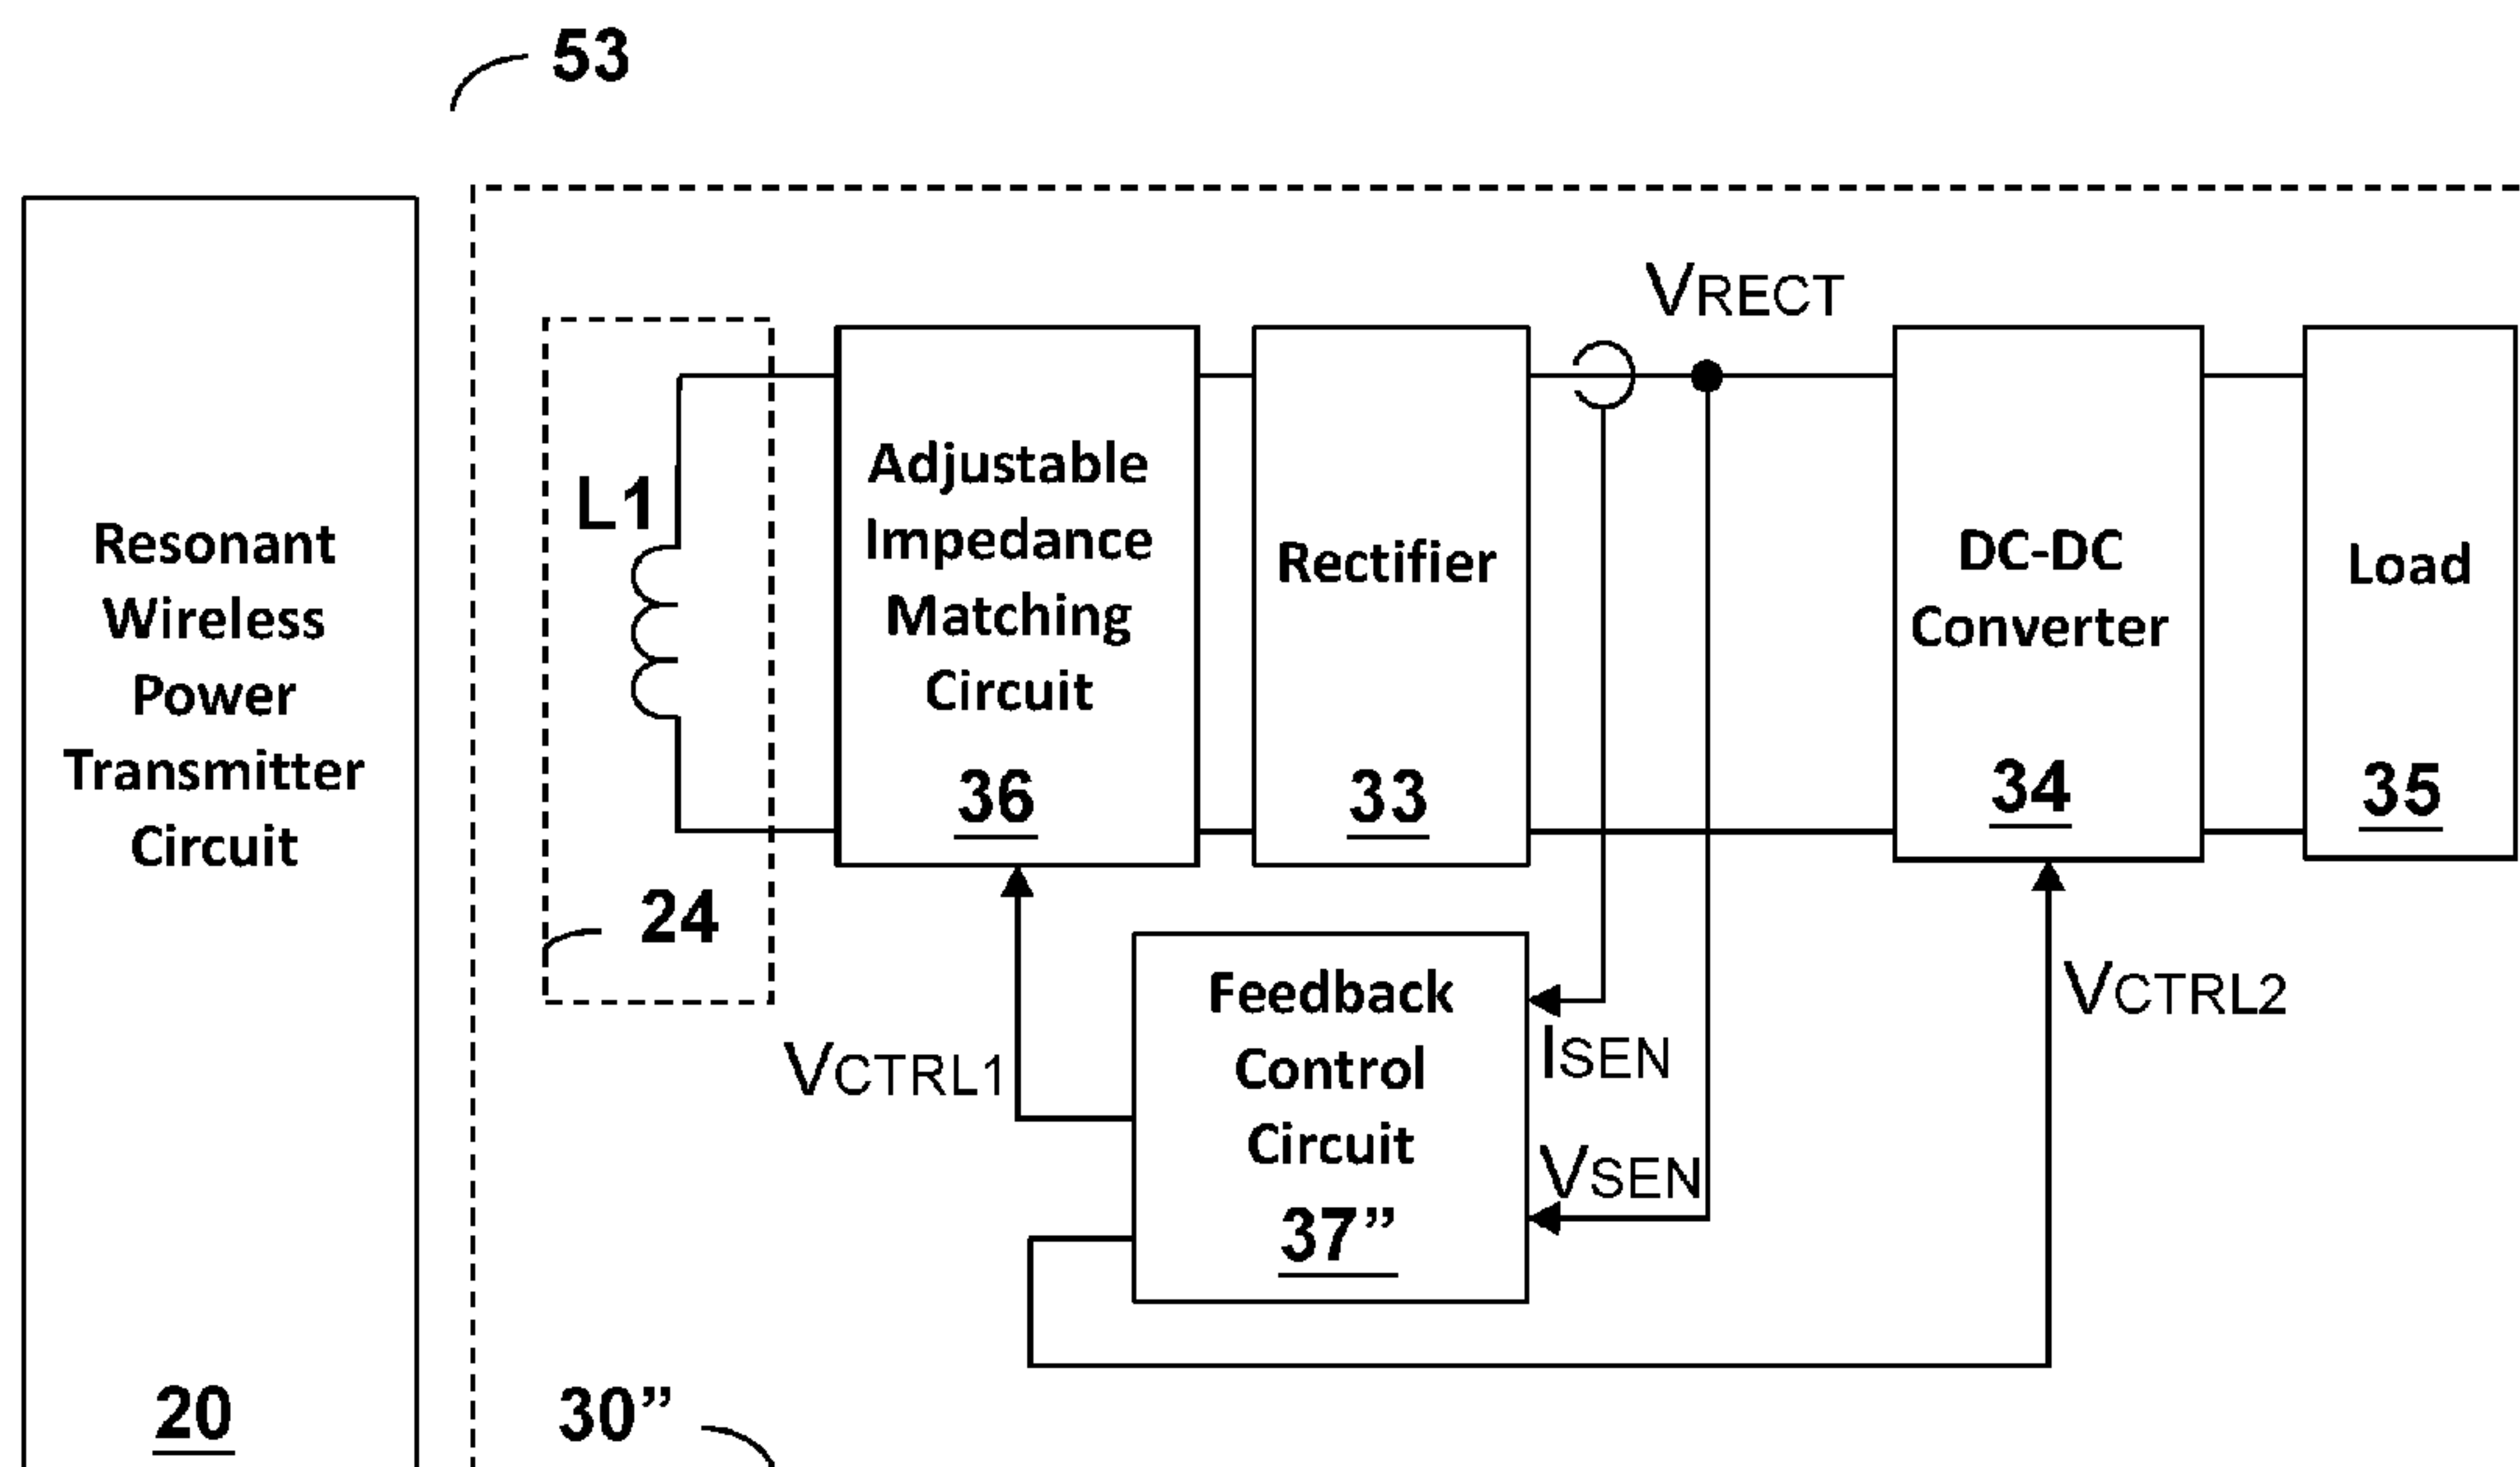 53
Resonant
Wireless
Power
Transmitter
Circuit
20
L1
24
Adjustable
Impedance
Matching
Circuit
36
Rectifier
33
VRECT
DC-DC
Converter
34
Load
35
VCTRL1
Feedback
Control
Circuit
37”
ISEN
VSEN
VCTRL2
30”